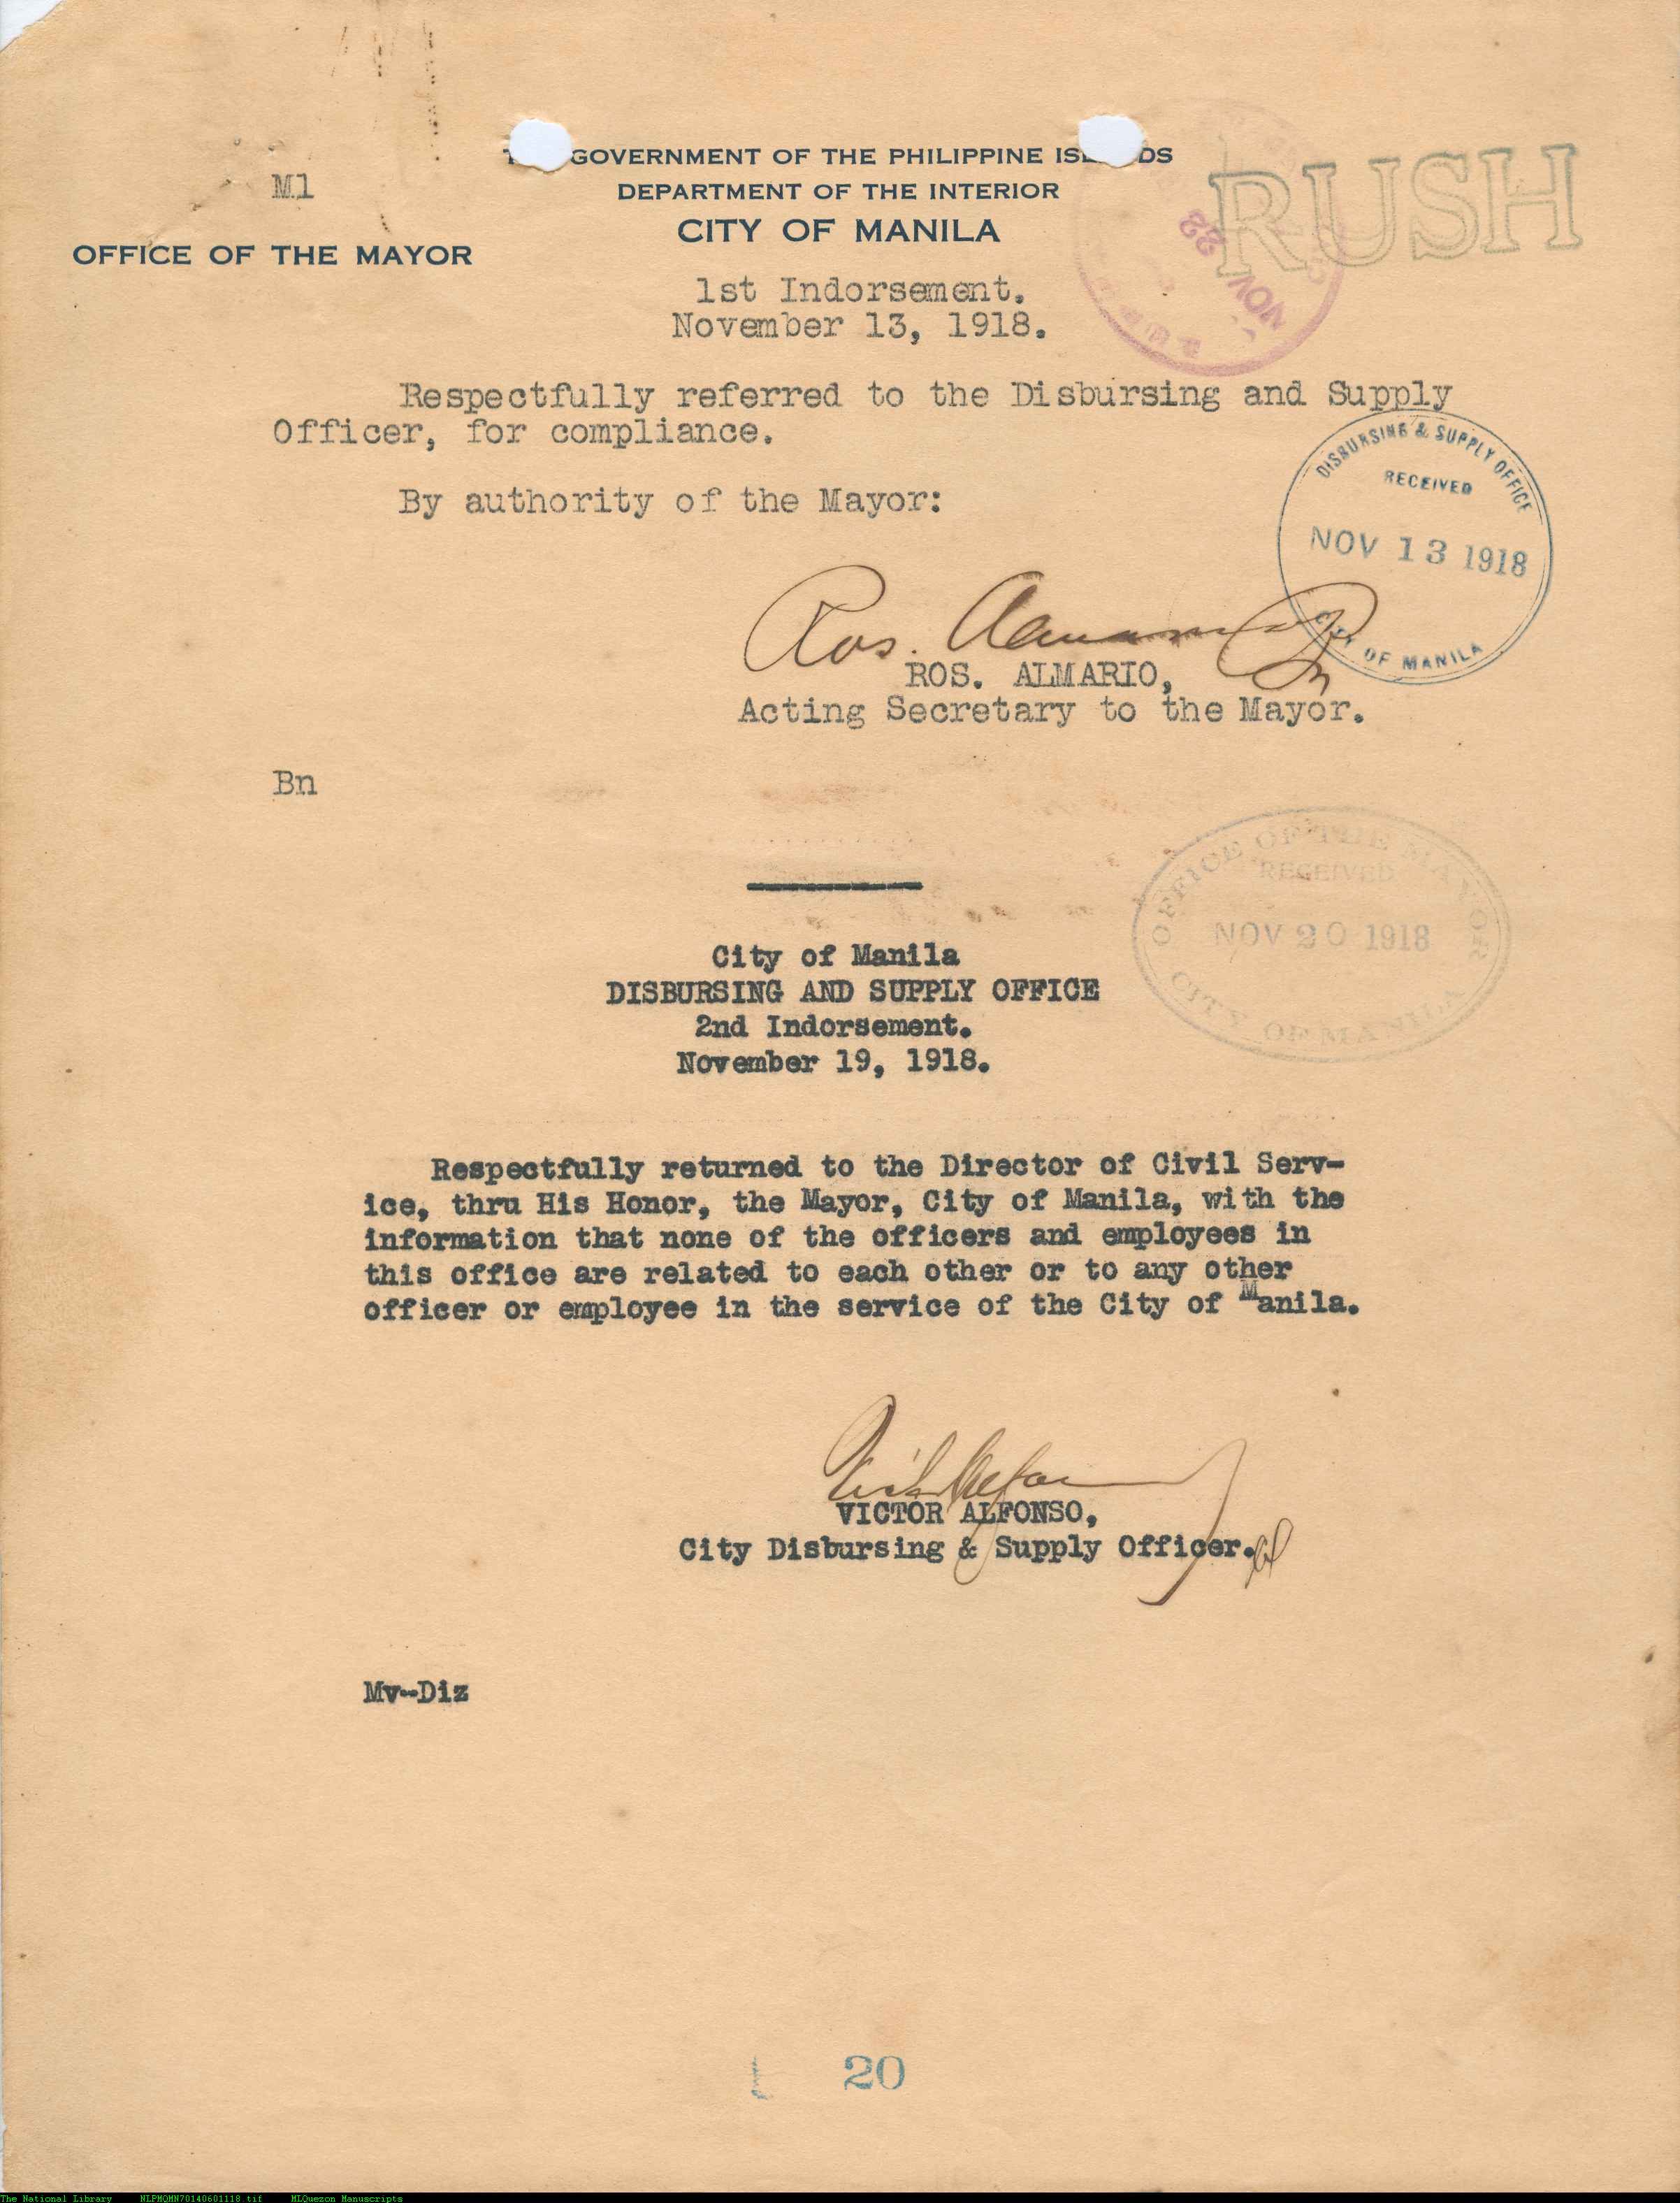 GOVERNMENT OF THE PHILIPPINE ISLANDS
M1
DEPARTMENT OF THE INTERIOR
CITY OF MANILA
RUSH
NOV 22
OFFICE OF THE MAYOR
1st Indorsement.
November 13, 1918.
Respectfully referred to the Disbursing and Supply
Officer, for compliance.
DISBURSING & SUPPLY OFFICE
RECEIVED
NOV 13 1918
CITY OF MANILA
By authority of the Mayor:
Ros. Almario
ROS. ALMARIO,
Acting Secretary to the Mayor.
Bn
OFFICE OF THE MAYOR
RECEIVED
NOV 20 1918
CITY OF MANILA
City of Manila
DISBURSING AND SUPPLY OFFICE
2nd Indorsement.
November 19, 1918.
Respectfully returned to the Director of Civil Serv-
ice, thru His Honor, the Mayor, City of Manila, with the
information that none of the officers and employees in
this office are related to each other or to any other
officer or employee in the service of the City of Manila.
VICTOR ALFONSO,
City Disbursing & Supply Officer.
Mv--Diz
20
The National Library NLPMQMN70140601118.tif MLQuezon Manuscripts